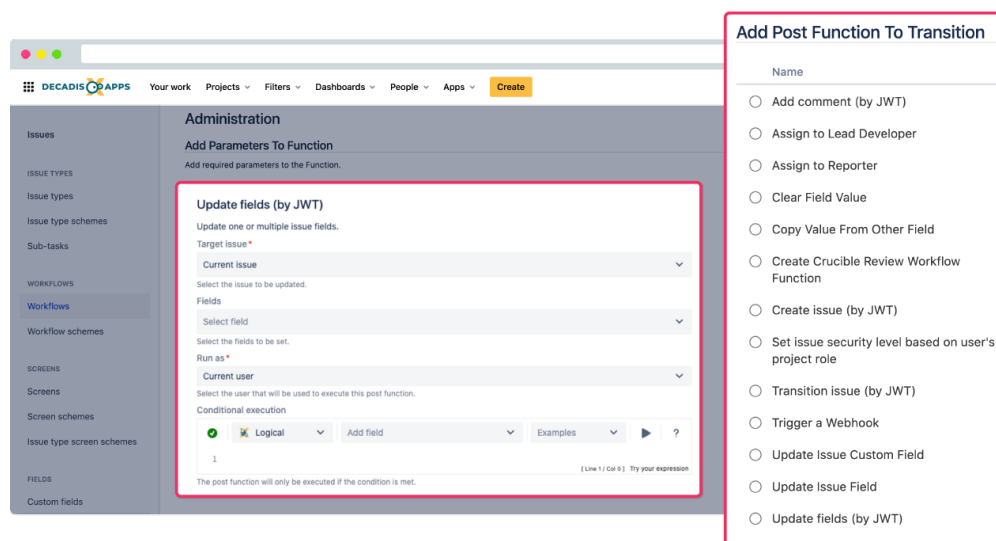 DECADIS APPS
Your work
Projects
Filters
Dashboards
People
Apps
Create
Issues
ISSUE TYPES
Issue types
Issue type schemes
Sub-tasks
WORKFLOWS
Workflows
Workflow schemes
SCREENS
Screens
Screen schemes
Issue type screen schemes
FIELDS
Custom fields
Administration
Add Parameters To Function
Add required parameters to the Function.
Update fields (by JWT)
Update one or multiple issue fields.
Target issue*
Current issue
Select the issue to be updated.
Fields
Select field
Select the fields to be set.
Run as*
Current user
Select the user that will be used to execute this post function.
Conditional execution
Logical
Add field
Examples
?
1
[ Line 1 / Col 0 ] Try your expression
The post function will only be executed if the condition is met.
Add Post Function To Transition
Name
Add comment (by JWT)
Assign to Lead Developer
Assign to Reporter
Clear Field Value
Copy Value From Other Field
Create Crucible Review Workflow
Function
Create issue (by JWT)
Set issue security level based on user's
project role
Transition issue (by JWT)
Trigger a Webhook
Update Issue Custom Field
Update Issue Field
Update fields (by JWT)